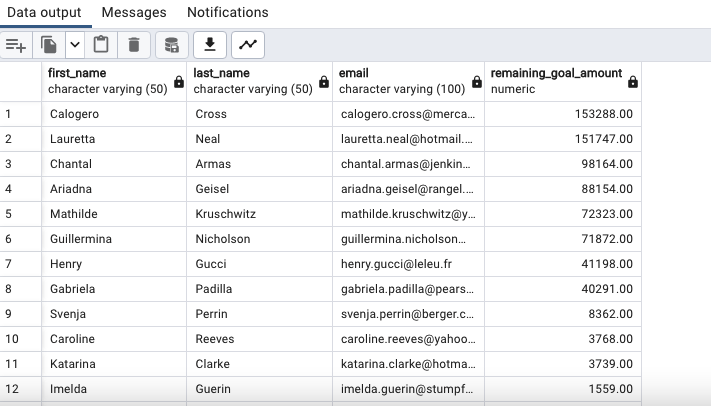 Data output Messages Notifications
first_name last_name email remaining_goal_amount
character varying (50) character varying (50) character varying (100) numeric
1 Calogero Cross calogero.cross@merca... 153288.00
2 Lauretta Neal lauretta.neal@hotmail.... 151747.00
3 Chantal Armas chantal.armas@jenkin... 98164.00
4 Ariadna Geisel ariadna.geisel@rangel.... 88154.00
5 Mathilde Kruschwitz mathilde.kruschwitz@y... 72323.00
6 Guillermina Nicholson guillermina.nicholson... 71872.00
7 Henry Gucci henry.gucci@leleu.fr 41198.00
8 Gabriela Padilla gabriela.padilla@pears... 40291.00
9 Svenja Perrin svenja.perrin@berger.c... 8362.00
10 Caroline Reeves caroline.reeves@yahoo... 3768.00
11 Katarina Clarke katarina.clarke@hotma... 3739.00
12 Imelda Guerin imelda.guerin@stumpf... 1559.00